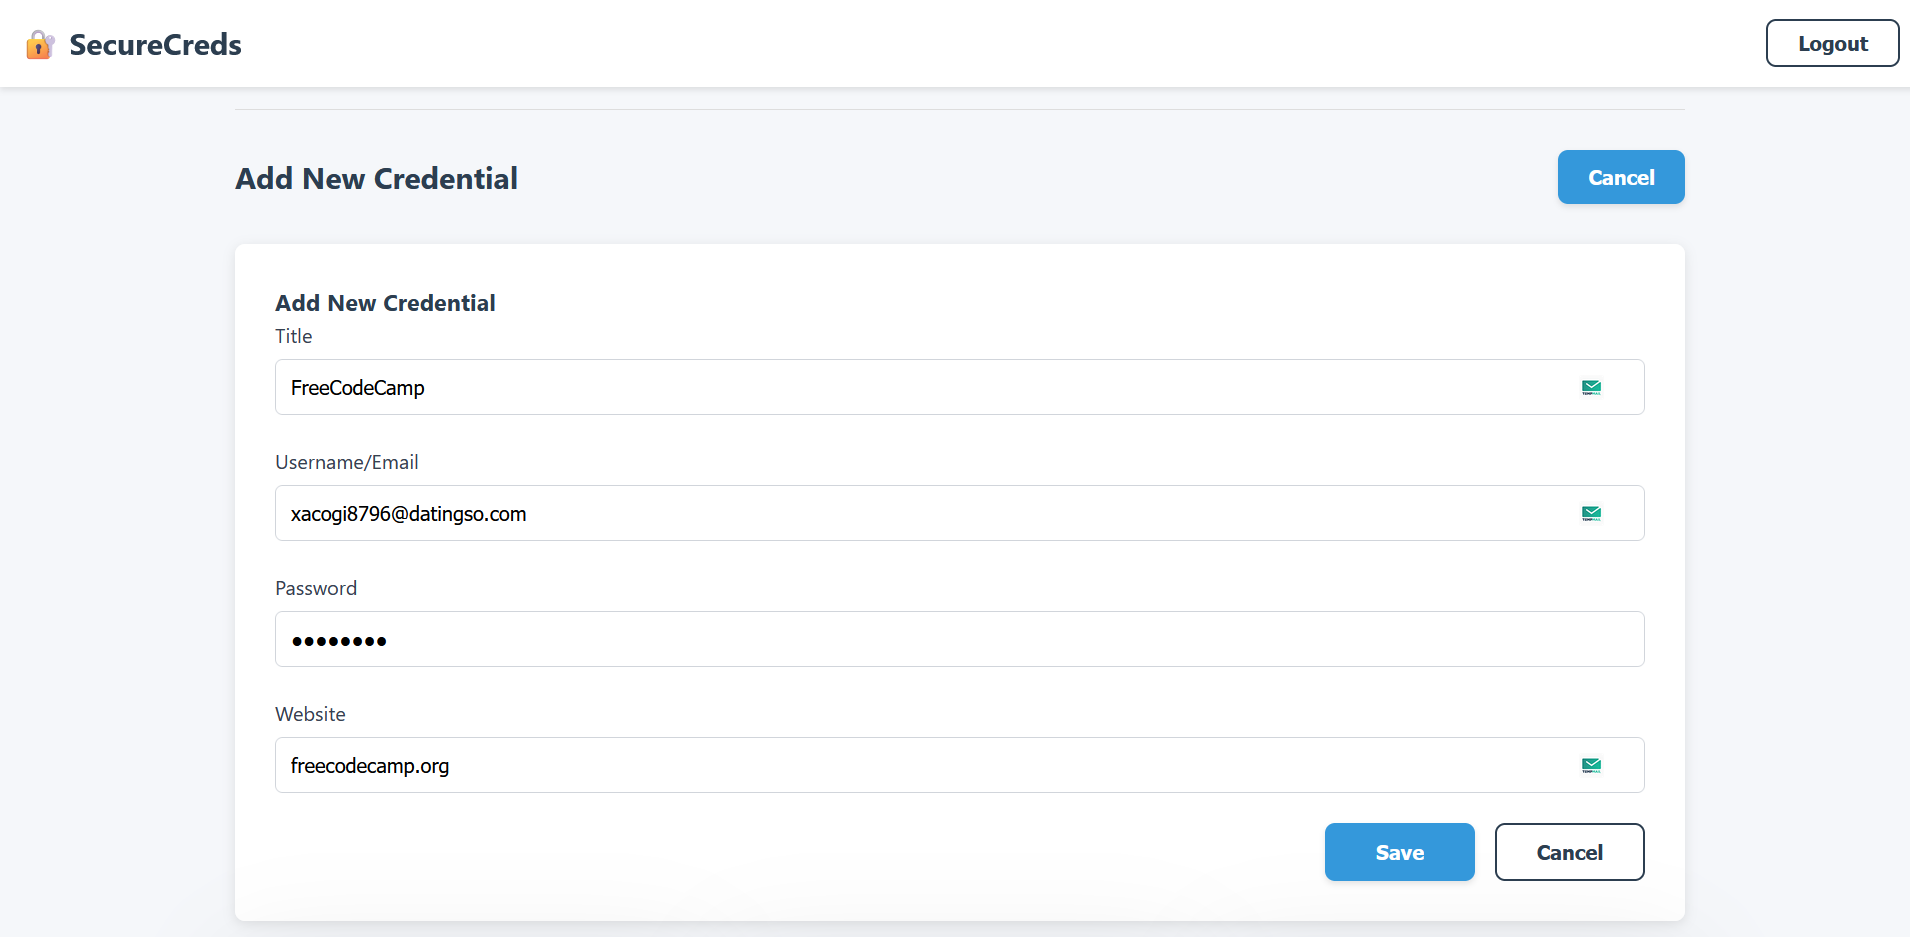 SecureCreds
Logout
Add New Credential
Cancel
Add New Credential
Title
FreeCodeCamp
Username/Email
xacogi8796@datingso.com
Password
••••••••
Website
freecodecamp.org
Save
Cancel